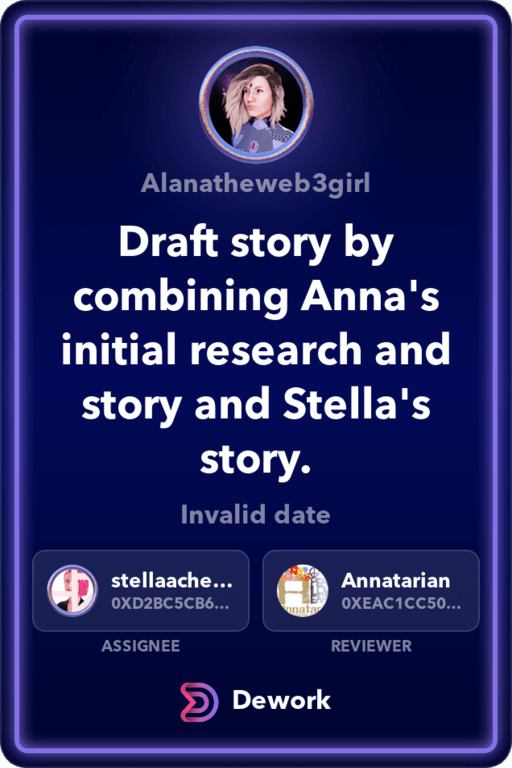 Alanatheweb3girl
Draft story by
combining Anna's
initial research and
story and Stella's
story.
Invalid date
stellaache...
0XD2BC5CB6...
Annatarian
0XEAC1CC50...
ASSIGNEE
REVIEWER
Dework